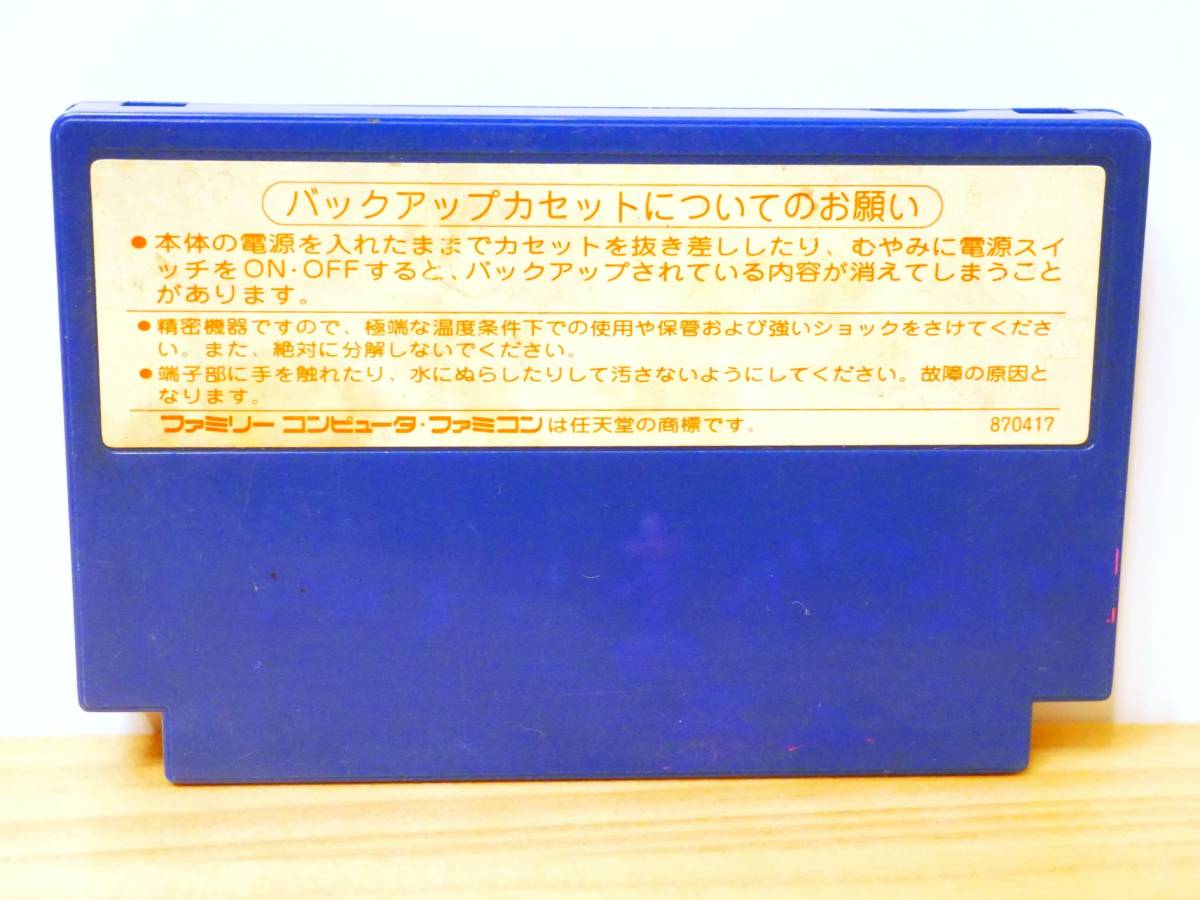 バックアップカセットについてのお願い
●本体の電源を入れたままでカセットを抜き差ししたり、むやみに電源スイ
ッチをON・OFFすると、バックアップされている内容が消えてしまうこと
があります。
●精密機器ですので、極端な温度条件下での使用や保管および強いショックをさけてくださ
い。また、絶対に分解しないでください。
●端子部に手を触れたり、水にぬらしたりして汚さないようにしてください。故障の原因と
なります。
ファミリー コンピュータ・ファミコンは任天堂の商標です。 870417